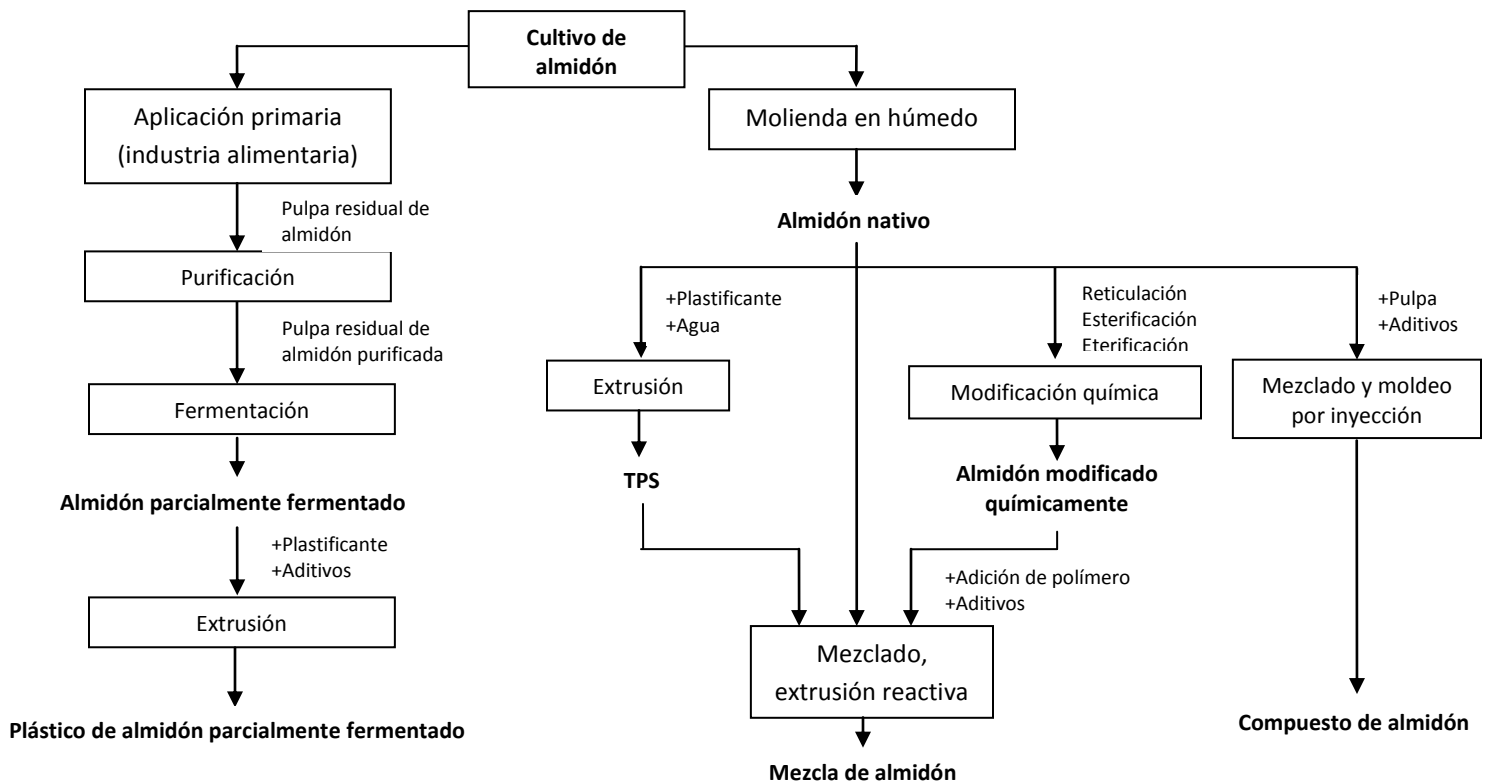 Cultivo de
almidón
Aplicación primaria
(industria alimentaria)
Molienda en húmedo
Pulpa residual de
almidón
Almidón nativo
Purificación
Pulpa residual de
almidón purificada
+Plastificante
+Agua
Reticulación
Esterificación
Eterificación
+Pulpa
+Aditivos
Fermentación
Extrusión
Modificación química
Mezclado y moldeo
por inyección
Almidón parcialmente fermentado
TPS
Almidón modificado
químicamente
+Plastificante
+Aditivos
+Adición de polímero
+Aditivos
Extrusión
Mezclado,
extrusión reactiva
Plástico de almidón parcialmente fermentado
Compuesto de almidón
Mezcla de almidón